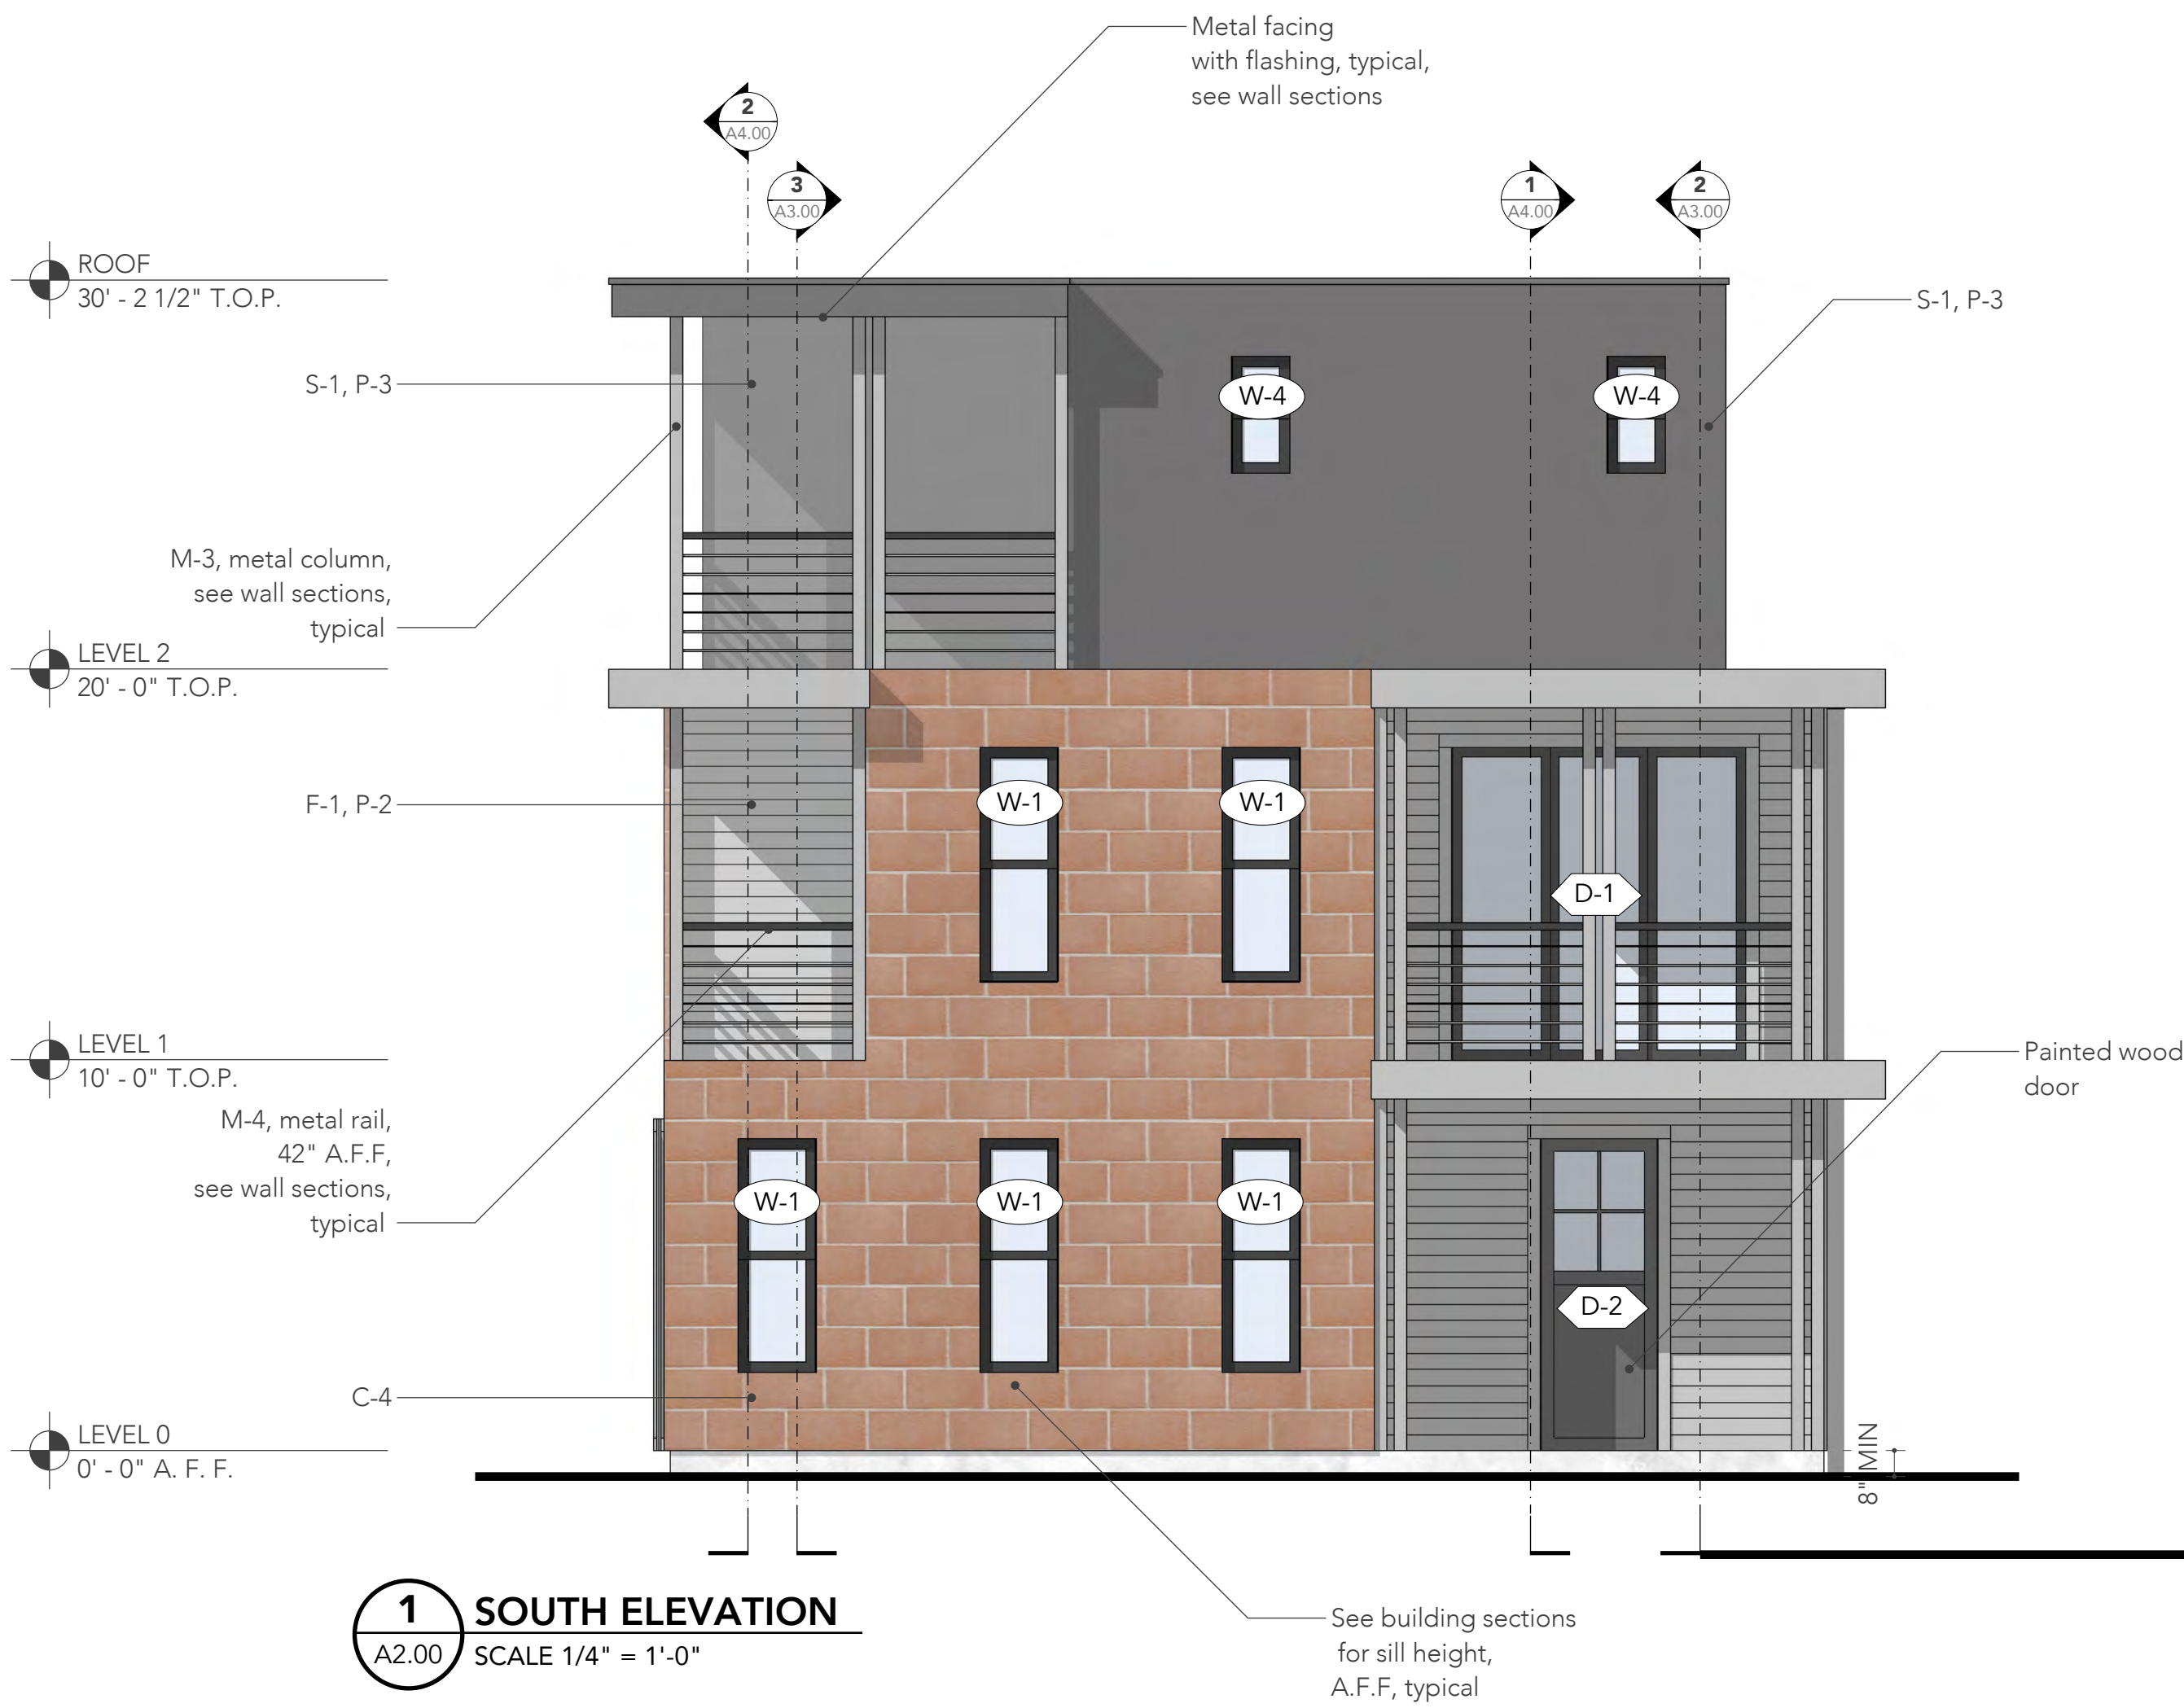 Metal facing
with flashing, typical,
see wall sections
2
A4.00
3
A3.00
1
A4.00
2
A3.00
ROOF
30' - 2 1/2" T.O.P.
S-1, P-3
S-1, P-3
W-4
W-4
M-3, metal column,
see wall sections,
typical
LEVEL 2
20' - 0" T.O.P.
F-1, P-2
W-1
W-1
D-1
LEVEL 1
10' - 0" T.O.P.
Painted wood
door
M-4, metal rail,
42" A.F.F,
see wall sections,
typical
W-1
W-1
W-1
D-2
C-4
LEVEL 0
0' - 0" A. F. F.
8" MIN
1
A2.00
SOUTH ELEVATION
SCALE 1/4" = 1'-0"
See building sections
for sill height,
A.F.F, typical